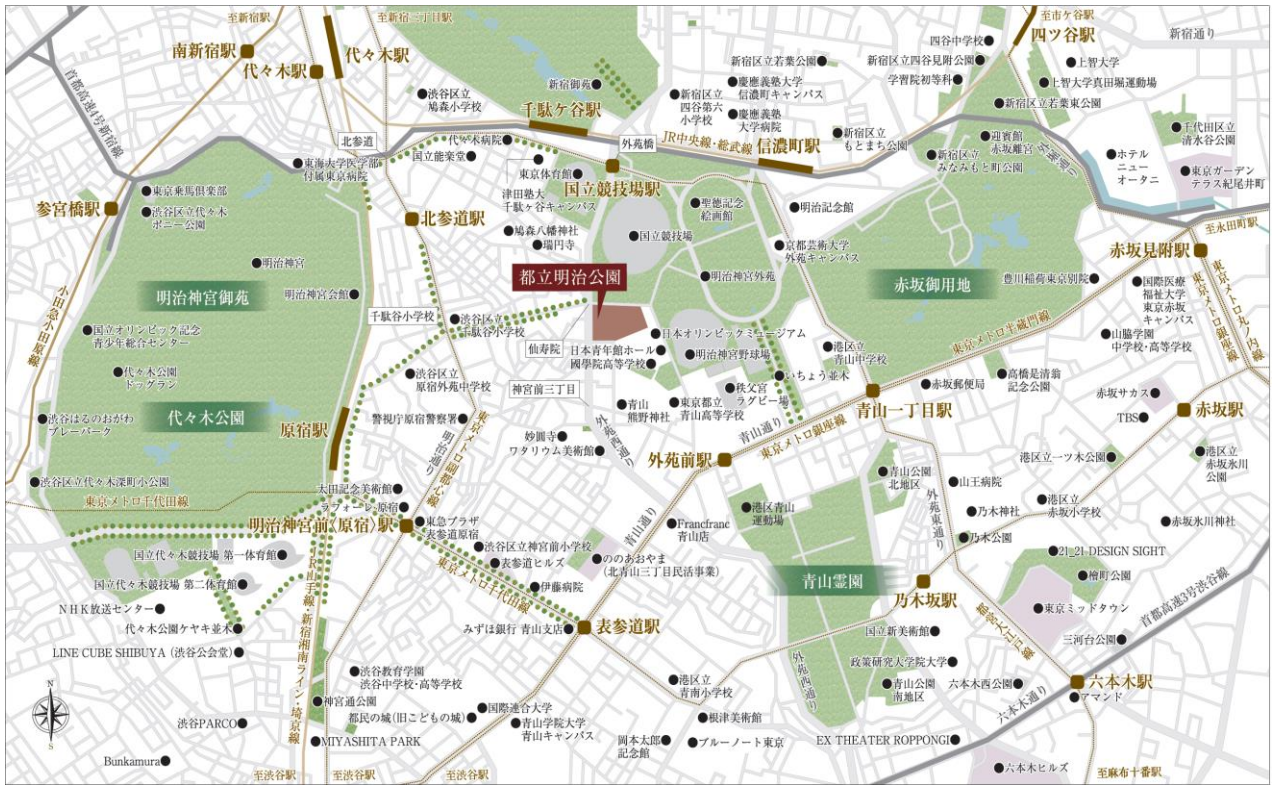 至新宿駅
至新宿三丁目駅
至市ケ谷駅
新宿通り
南新宿駅
代々木駅
代々木駅
四ツ谷駅
四谷中学校
新宿区立四谷見附公園
学習院初等科
上智大学
上智大学真田堀運動場
新宿区立若葉東公園
首都高速4号新宿線
渋谷区立
鳩森小学校
新宿御苑
千駄ケ谷駅
新宿区立若葉公園
慶應義塾大学
信濃町キャンパス
新宿区立
四谷第六
小学校
慶應義塾
大学病院
千代田区立
清水谷公園
北参道
代々木病院
国立能楽堂
外苑橋
JR中央線・総武線
信濃町駅
新宿区立
もとまち公園
新宿区立
みなみもと町公園
迎賓館
赤坂離宮
外堀通り
ホテル
ニュー
オータニ
東京ガーデン
テラス紀尾井町
東海大学医学部
付属東京病院
東京体育館
国立競技場駅
津田塾大
千駄ヶ谷キャンパス
東京乗馬倶楽部
参宮橋駅
渋谷区立代々木
ポニー公園
北参道駅
聖徳記念
絵画館
明治記念館
至永田町駅
鳩森八幡神社
瑞円寺
国立競技場
京都芸術大学
外苑キャンパス
赤坂見附駅
明治神宮
都立明治公園
明治神宮外苑
赤坂御用地
豊川稲荷東京別院
国際医療
福祉大学
東京赤坂
キャンパス
東京メトロ丸ノ内線
東京メトロ銀座線
明治神宮御苑
明治神宮会館
小田急小田原線
千駄谷小学校
渋谷区立
千駄谷小学校
仙寿院
日本オリンピックミュージアム
東京メトロ半蔵門線
国立オリンピック記念
青少年総合センター
日本青年館ホール
國學院高等学校
明治神宮野球場
港区立
青山中学校
山脇学園
中学校・高等学校
代々木公園
ドッグラン
渋谷区立
原宿外苑中学校
神宮前三丁目
いちょう並木
高橋是清翁
記念公園
秩父宮
ラグビー場
青山一丁目駅
赤坂郵便局
赤坂サカス
TBS
赤坂駅
渋谷はるのおがわ
プレーパーク
代々木公園
原宿駅
警視庁原宿警察署
青山
熊野神社
東京都立
青山高等学校
青山通り
東京メトロ銀座線
明治通り
東京メトロ副都心線
妙圓寺
ワタリウム美術館
外苑西通り
外苑前駅
青山公園
北地区
港区立一ツ木公園
港区立
赤坂氷川
公園
渋谷区立代々木深町小公園
東京メトロ千代田線
太田記念美術館
ラフォーレ原宿
外苑東通り
山王病院
乃木神社
港区立
赤坂小学校
赤坂氷川神社
明治神宮前〈原宿〉駅
東急プラザ
表参道原宿
Francfranc
青山店
青山通り
港区青山
運動場
乃木公園
国立代々木競技場 第一体育館
渋谷区立神宮前小学校
表参道ヒルズ
ののあおやま
(北青山三丁目民活事業)
21_21 DESIGN SIGHT
檜町公園
国立代々木競技場 第二体育館
伊藤病院
東京メトロ千代田線
青山霊園
乃木坂駅
東京ミッドタウン
首都高速3号渋谷線
NHK放送センター
代々木公園ケヤキ並木
みずほ銀行 青山支店
表参道駅
国立新美術館
都営大江戸線
三河台公園
LINE CUBE SHIBUYA (渋谷公会堂)
JR山手線・新宿湘南ライン・埼京線
渋谷教育学園
渋谷中学校・高等学校
港区立
青南小学校
外苑西通り
政策研究大学院大学
青山公園
南地区
六本木西公園
六本木駅
アマンド
六本木通り
神宮通公園
国際連合大学
都民の城(旧こどもの城)
渋谷PARCO
青山学院大学
青山キャンパス
根津美術館
MIYASHITA PARK
岡本太郎
記念館
ブルーノート東京
EX THEATER ROPPONGI
N
S
Bunkamura
至渋谷駅
至渋谷駅
至渋谷駅
六本木ヒルズ
至麻布十番駅